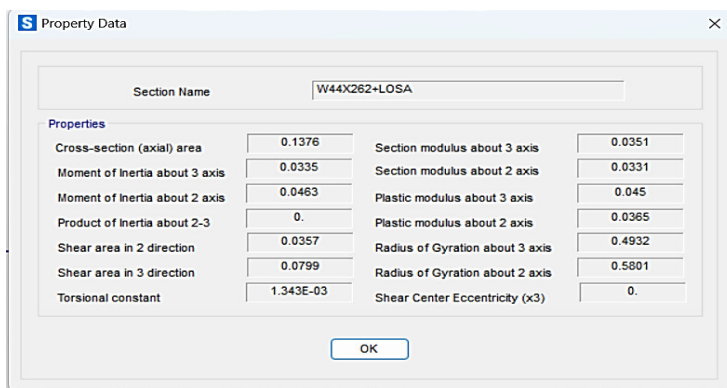 S Property Data
Section Name W44X262+LOSA
Properties
Cross-section (axial) area 0.1376 Section modulus about 3 axis 0.0351
Moment of Inertia about 3 axis 0.0335 Section modulus about 2 axis 0.0331
Moment of Inertia about 2 axis 0.0463 Plastic modulus about 3 axis 0.045
Product of Inertia about 2-3 0. Plastic modulus about 2 axis 0.0365
Shear area in 2 direction 0.0357 Radius of Gyration about 3 axis 0.4932
Shear area in 3 direction 0.0799 Radius of Gyration about 2 axis 0.5801
Torsional constant 1.343E-03 Shear Center Eccentricity (x3) 0.
OK